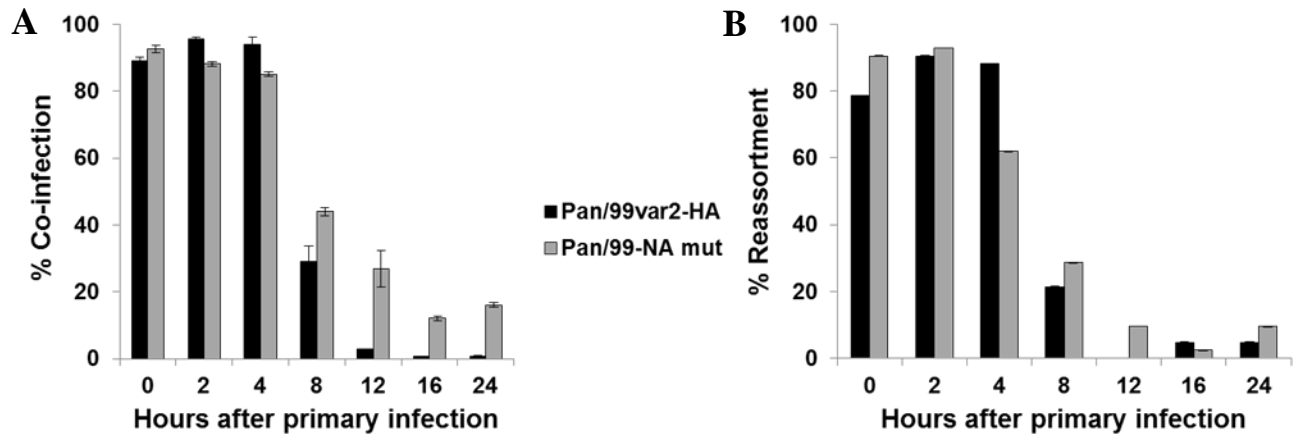 A
100
80
60
40
20
0
% Co-infection
0 2 4 8 12 16 24
Hours after primary infection
Pan/99var2-HA
Pan/99-NA mut
B
100
80
60
40
20
0
% Reassortment
0 2 4 8 12 16 24
Hours after primary infection